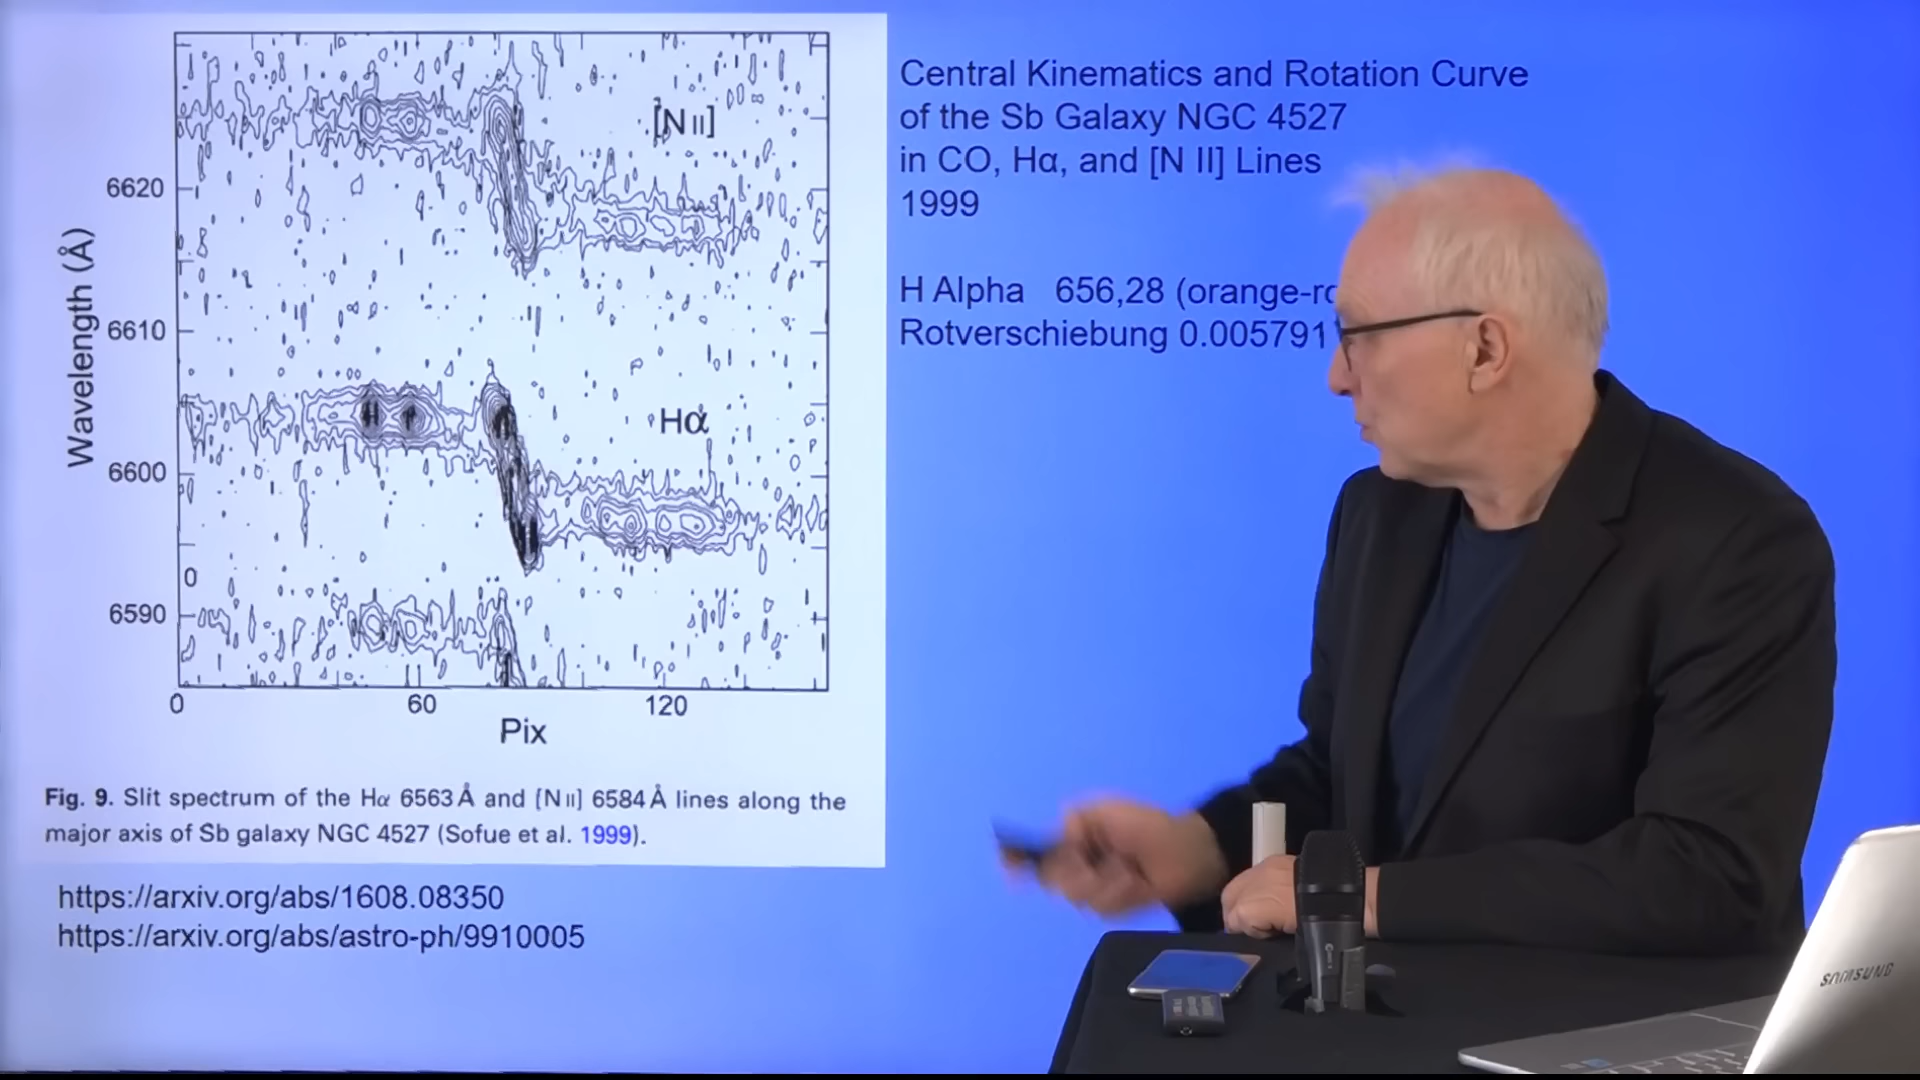 [N II]
6620
6610
6600
6590
Wavelength (Å)
Hα
0
60
120
Pix
Fig. 9. Slit spectrum of the Hα 6563 Å and [N II] 6584 Å lines along the
major axis of Sb galaxy NGC 4527 (Sofue et al. 1999).
https://arxiv.org/abs/1608.08350
https://arxiv.org/abs/astro-ph/9910005
Central Kinematics and Rotation Curve
of the Sb Galaxy NGC 4527
in CO, Hα, and [N II] Lines
1999
H Alpha 656,28
Rotverschiebung 0.005791
SAMSUNG